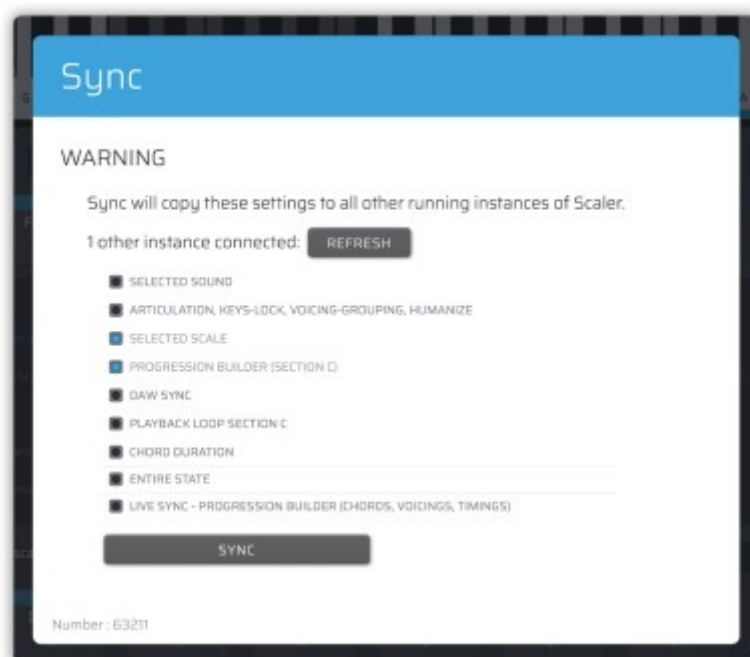 Sync
WARNING
Sync will copy these settings to all other running instances of Scaler.
1 other instance connected: REFRESH
SELECTED SOUND
ARTICULATION, KEYS-LOCK, VOICING-GROUPING, HUMANIZE
SELECTED SCALE
PROGRESSION BUILDER (SECTION C)
DAW SYNC
PLAYBACK LOOP SECTION C
CHORD DURATION
ENTIRE STATE
LIVE SYNC - PROGRESSION BUILDER (CHORDS, VOICINGS, TIMINGS)
SYNC
Number : 63211